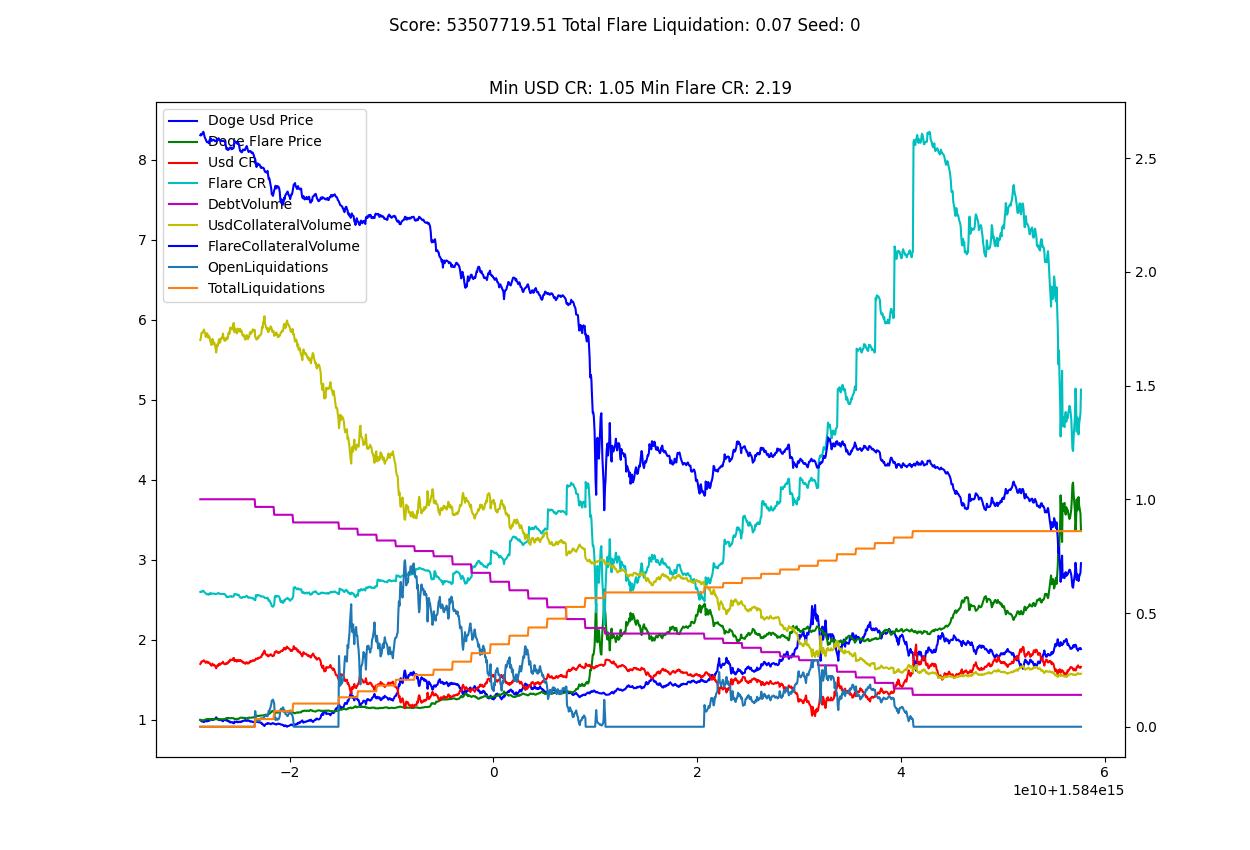 Score: 53507719.51 Total Flare Liquidation: 0.07 Seed: 0
Min USD CR: 1.05 Min Flare CR: 2.19
Doge Usd Price
Doge Flare Price
Usd CR
Flare CR
DebtVolume
UsdCollateralVolume
FlareCollateralVolume
OpenLiquidations
TotalLiquidations
8
7
6
5
4
3
2
1
2.5
2.0
1.5
1.0
0.5
0.0
−2
0
2
4
6
1e10+1.584e15